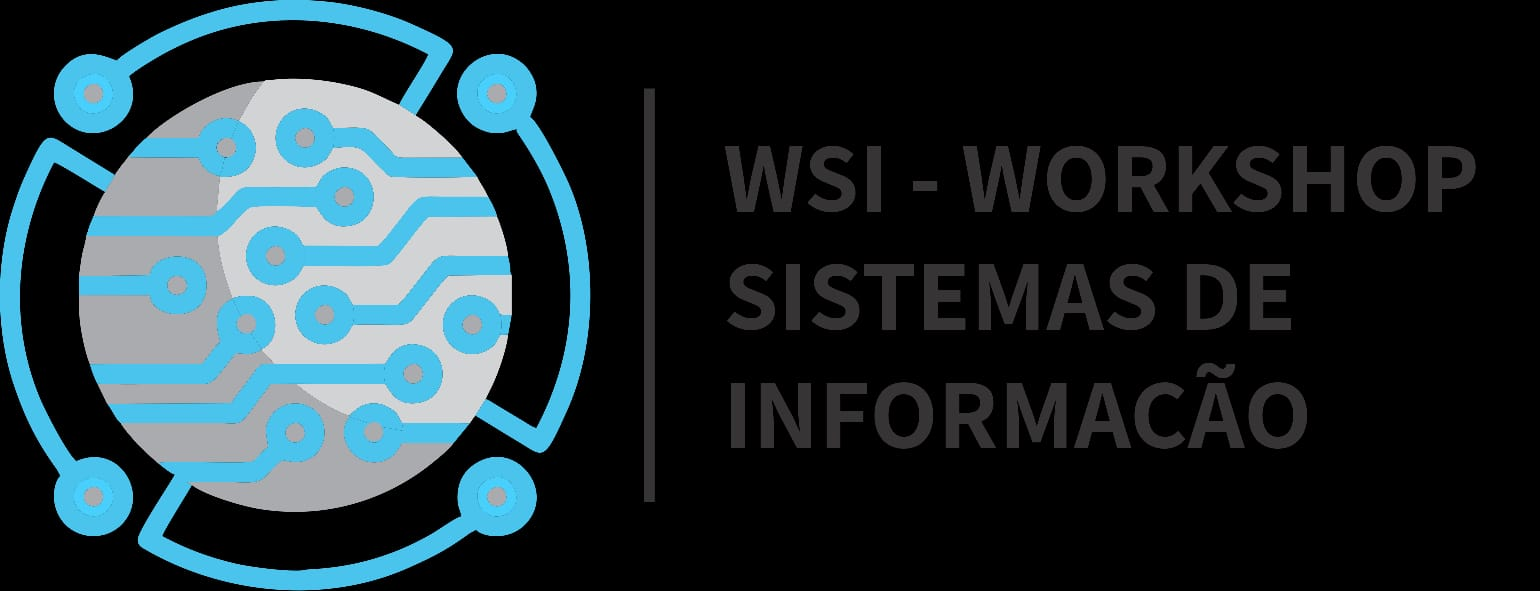 WSI - WORKSHOP
SISTEMAS DE
INFORMACÃO